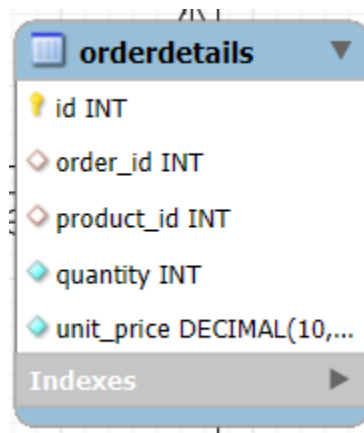 orderdetails
id INT
order_id INT
product_id INT
quantity INT
unit_price DECIMAL(10,...
Indexes